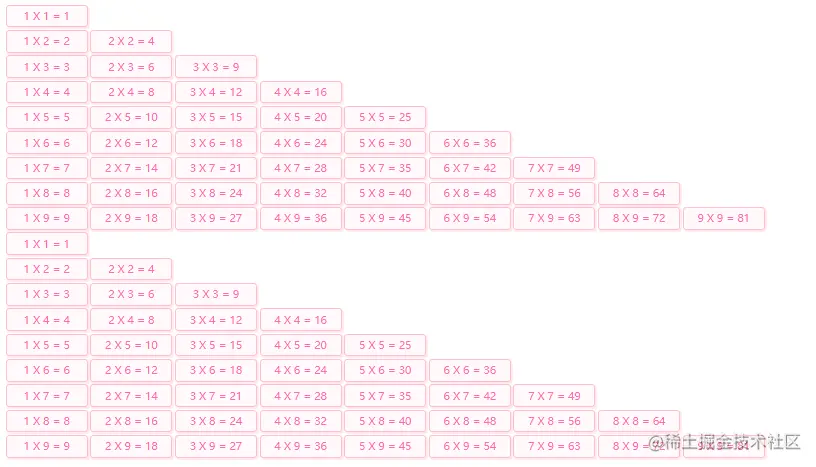 1 X 1 = 1
1 X 2 = 2 2 X 2 = 4
1 X 3 = 3 2 X 3 = 6 3 X 3 = 9
1 X 4 = 4 2 X 4 = 8 3 X 4 = 12 4 X 4 = 16
1 X 5 = 5 2 X 5 = 10 3 X 5 = 15 4 X 5 = 20 5 X 5 = 25
1 X 6 = 6 2 X 6 = 12 3 X 6 = 18 4 X 6 = 24 5 X 6 = 30 6 X 6 = 36
1 X 7 = 7 2 X 7 = 14 3 X 7 = 21 4 X 7 = 28 5 X 7 = 35 6 X 7 = 42 7 X 7 = 49
1 X 8 = 8 2 X 8 = 16 3 X 8 = 24 4 X 8 = 32 5 X 8 = 40 6 X 8 = 48 7 X 8 = 56 8 X 8 = 64
1 X 9 = 9 2 X 9 = 18 3 X 9 = 27 4 X 9 = 36 5 X 9 = 45 6 X 9 = 54 7 X 9 = 63 8 X 9 = 72 9 X 9 = 81
1 X 1 = 1
1 X 2 = 2 2 X 2 = 4
1 X 3 = 3 2 X 3 = 6 3 X 3 = 9
1 X 4 = 4 2 X 4 = 8 3 X 4 = 12 4 X 4 = 16
1 X 5 = 5 2 X 5 = 10 3 X 5 = 15 4 X 5 = 20 5 X 5 = 25
1 X 6 = 6 2 X 6 = 12 3 X 6 = 18 4 X 6 = 24 5 X 6 = 30 6 X 6 = 36
1 X 7 = 7 2 X 7 = 14 3 X 7 = 21 4 X 7 = 28 5 X 7 = 35 6 X 7 = 42 7 X 7 = 49
1 X 8 = 8 2 X 8 = 16 3 X 8 = 24 4 X 8 = 32 5 X 8 = 40 6 X 8 = 48 7 X 8 = 56 8 X 8 = 64
1 X 9 = 9 2 X 9 = 18 3 X 9 = 27 4 X 9 = 36 5 X 9 = 45 6 X 9 = 54 7 X 9 = 63 8 X 9 =
@稀土掘金技术社区